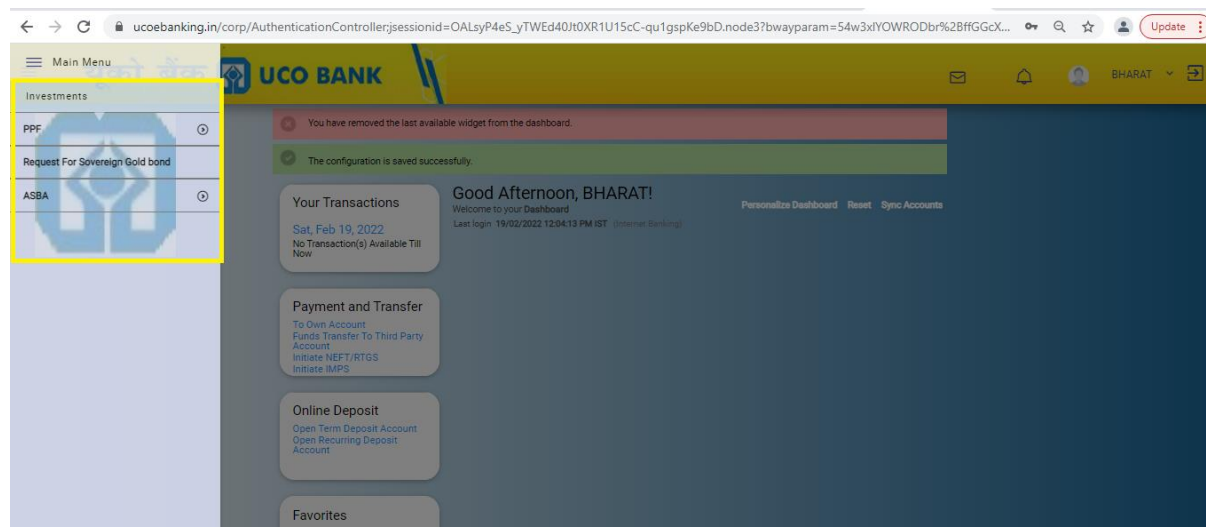 ucoebanking.in/corp/AuthenticationController;jsessionid=OALsyP4eS_yTWEd40Jt0XR1U15cC-qu1gspKe9bD.node3?bwayparam=54w3xlYOWRODbr%2BffGGcX...
Update
Main Menu
यूको बैंक
UCO BANK
BHARAT
Investments
PPF
Request For Sovereign Gold bond
ASBA
You have removed the last available widget from the dashboard.
The configuration is saved successfully.
Your Transactions
Sat, Feb 19, 2022
No Transaction(s) Available Till
Now
Good Afternoon, BHARAT!
Welcome to your Dashboard
Last login 19/02/2022 12:04:13 PM IST (Internet Banking)
Personalize Dashboard Reset Sync Accounts
Payment and Transfer
To Own Account
Funds Transfer To Third Party
Account
Initiate NEFT/RTGS
Initiate IMPS
Online Deposit
Open Term Deposit Account
Open Recurring Deposit
Account
Favorites